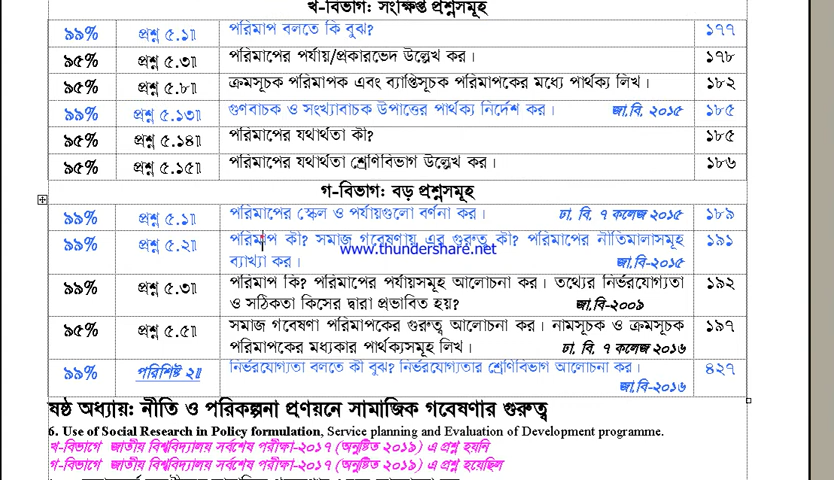 খ-বিভাগ: সংক্ষিপ্ত প্রশ্নসমূহ
৯৯% প্রশ্ন ৫.১॥ পরিমাপ বলতে কি বুঝ? ১৭৭
৯৫% প্রশ্ন ৫.৩॥ পরিমাপের পর্যায়/প্রকারভেদ উল্লেখ কর। ১৭৮
৯৫% প্রশ্ন ৫.৮॥ ক্রমসূচক পরিমাপক এবং ব্যাপ্তিসূচক পরিমাপকের মধ্যে পার্থক্য লিখ। ১৮২
৯৯% প্রশ্ন ৫.১৩॥ গুণবাচক ও সংখ্যাবাচক উপাত্তের পার্থক্য নির্দেশ কর। জা,বি, ২০১৫ ১৮৫
৯৫% প্রশ্ন ৫.১৪॥ পরিমাপের যথার্থতা কী? ১৮৫
৯৫% প্রশ্ন ৫.১৫॥ পরিমাপের যথার্থতা শ্রেণিবিভাগ উল্লেখ কর। ১৮৬
গ-বিভাগ: বড় প্রশ্নসমূহ
৯৯% প্রশ্ন ৫.১॥ পরিমাপের স্কেল ও পর্যায়গুলো বর্ণনা কর। ঢা, বি, ৭ কলেজ ২০১৫ ১৮৯
৯৯% প্রশ্ন ৫.২॥ পরিমাপ কী? সমাজ গবেষণায় এর গুরুত্ব কী? পরিমাপের নীতিমালাসমূহ ১৯১
www.thundershare.net
ব্যাখ্যা কর। জা,বি-২০১৫
৯৯% প্রশ্ন ৫.৩॥ পরিমাপ কি? পরিমাপের পর্যায়সমূহ আলোচনা কর। তথ্যের নির্ভরযোগ্যতা ১৯২
ও সঠিকতা কিসের দ্বারা প্রভাবিত হয়? জা,বি-২০০৯
৯৫% প্রশ্ন ৫.৫॥ সমাজ গবেষণা পরিমাপকের গুরুত্ব আলোচনা কর। নামসূচক ও ক্রমসূচক ১৯৭
পরিমাপকের মধ্যকার পার্থক্যসমূহ লিখ। ঢা, বি, ৭ কলেজ ২০১৬
৯৯% পরিশিষ্ট ২॥ নির্ভরযোগ্যতা বলতে কী বুঝ? নির্ভরযোগ্যতার শ্রেণিবিভাগ আলোচনা কর। ৪২৭
জা,বি-২০১৬
ষষ্ঠ অধ্যায়: নীতি ও পরিকল্পনা প্রণয়নে সামাজিক গবেষণার গুরুত্ব
6. Use of Social Research in Policy formulation, Service planning and Evaluation of Development programme.
খ-বিভাগে জাতীয় বিশ্ববিদ্যালয় সর্বশেষ পরীক্ষা-২০১৭ (অনুষ্ঠিত ২০১৯) এ প্রশ্ন হয়নি
গ-বিভাগে জাতীয় বিশ্ববিদ্যালয় সর্বশেষ পরীক্ষা-২০১৭ (অনুষ্ঠিত ২০১৯) এ প্রশ্ন হয়েছিল